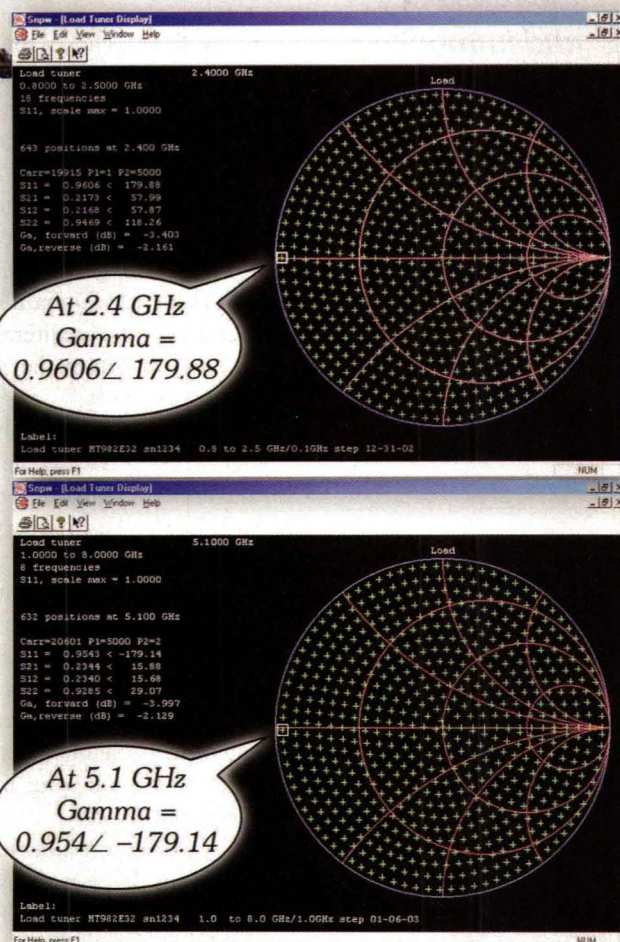 Snpw - [Load Tuner Display]
File Edit View Window Help
Load tuner 2.4000 GHz
0.8000 to 2.5000 GHz
18 frequencies
S11, scale max = 1.0000
Load
643 positions at 2.400 GHz
Carr=19915 P1=1 P2=5000
S11 = 0.9606 < 179.88
S21 = 0.2173 < 57.99
S12 = 0.2168 < 57.87
S22 = 0.9469 < 118.26
Ga, forward (dB) = -3.403
Ga,reverse (dB) = -2.161
At 2.4 GHz
Gamma =
0.9606∠ 179.88
Label:
Load tuner MT982E32 sn1234 0.8 to 2.5 GHz/0.1GHz step 12-31-02
For Help, press F1 NUM
Snpw - [Load Tuner Display]
File Edit View Window Help
Load tuner 5.1000 GHz
1.0000 to 8.0000 GHz
8 frequencies
S11, scale max = 1.0000
Load
632 positions at 5.100 GHz
Carr=20601 P1=5000 P2=2
S11 = 0.9543 < -179.14
S21 = 0.2344 < 15.88
S12 = 0.2340 < 15.68
S22 = 0.9285 < 29.07
Ga, forward (dB) = -3.997
Ga,reverse (dB) = -2.129
At 5.1 GHz
Gamma =
0.954∠ –179.14
Label:
Load tuner MT982E32 sn1234 1.0 to 8.0 GHz/1.0GHz step 01-06-03
For Help, press F1 NUM